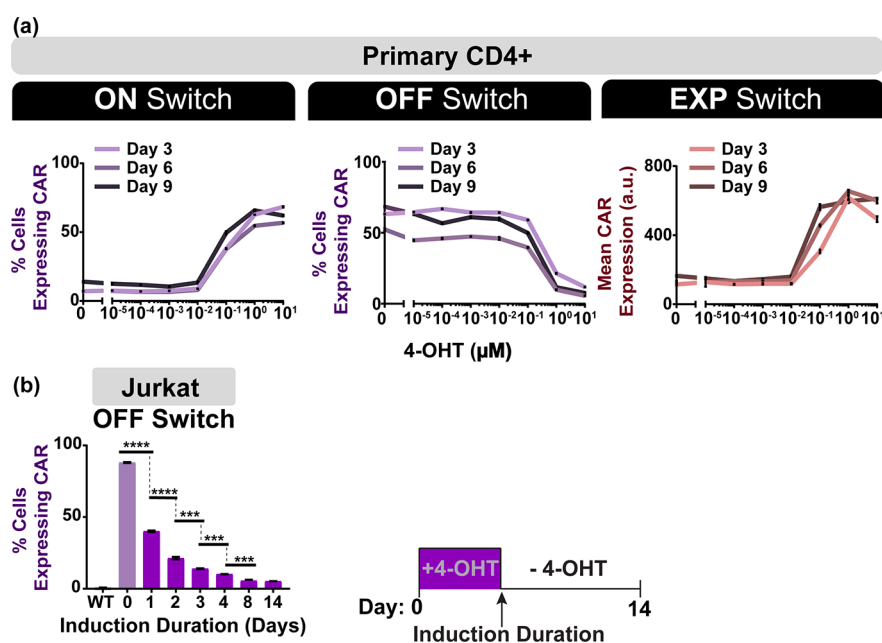 (a)
Primary CD4+
ON Switch
OFF Switch
EXP Switch
Day 3
Day 6
Day 9
% Cells
Expressing CAR
100
50
0
0 10⁻⁵ 10⁻⁴ 10⁻³ 10⁻² 10⁻¹ 10⁰ 10¹
Day 3
Day 6
Day 9
% Cells
Expressing CAR
100
50
0
0 10⁻⁵ 10⁻⁴ 10⁻³ 10⁻² 10⁻¹ 10⁰ 10¹
Day 3
Day 6
Day 9
Mean CAR
Expression (a.u.)
800
400
0
0 10⁻⁵ 10⁻⁴ 10⁻³ 10⁻² 10⁻¹ 10⁰ 10¹
4-OHT (µM)
(b)
Jurkat
OFF Switch
% Cells
Expressing CAR
100
50
0
****
****
***
***
***
WT 0 1 2 3 4 8 14
Induction Duration (Days)
+4-OHT
- 4-OHT
Day: 0 14
Induction Duration